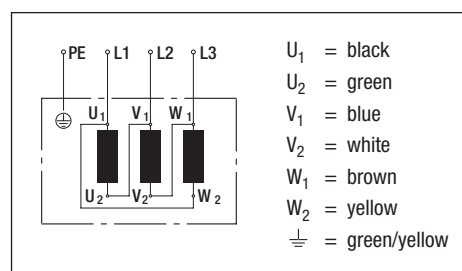 PE L1 L2 L3
U₁ V₁ W₁
U₂ V₂ W₂
U₁ = black
U₂ = green
V₁ = blue
V₂ = white
W₁ = brown
W₂ = yellow
⏚ = green/yellow